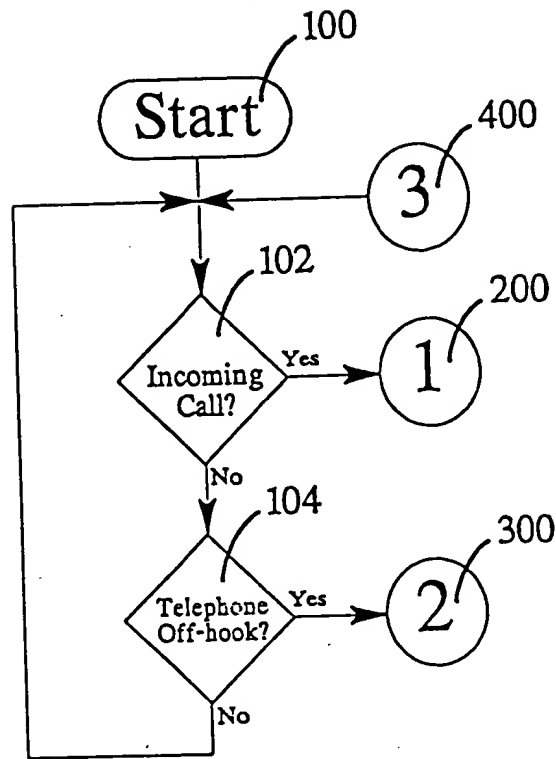 100
Start
400
3
102
Incoming
Call?
Yes
200
1
No
104
Telephone
Off-hook?
Yes
300
2
No